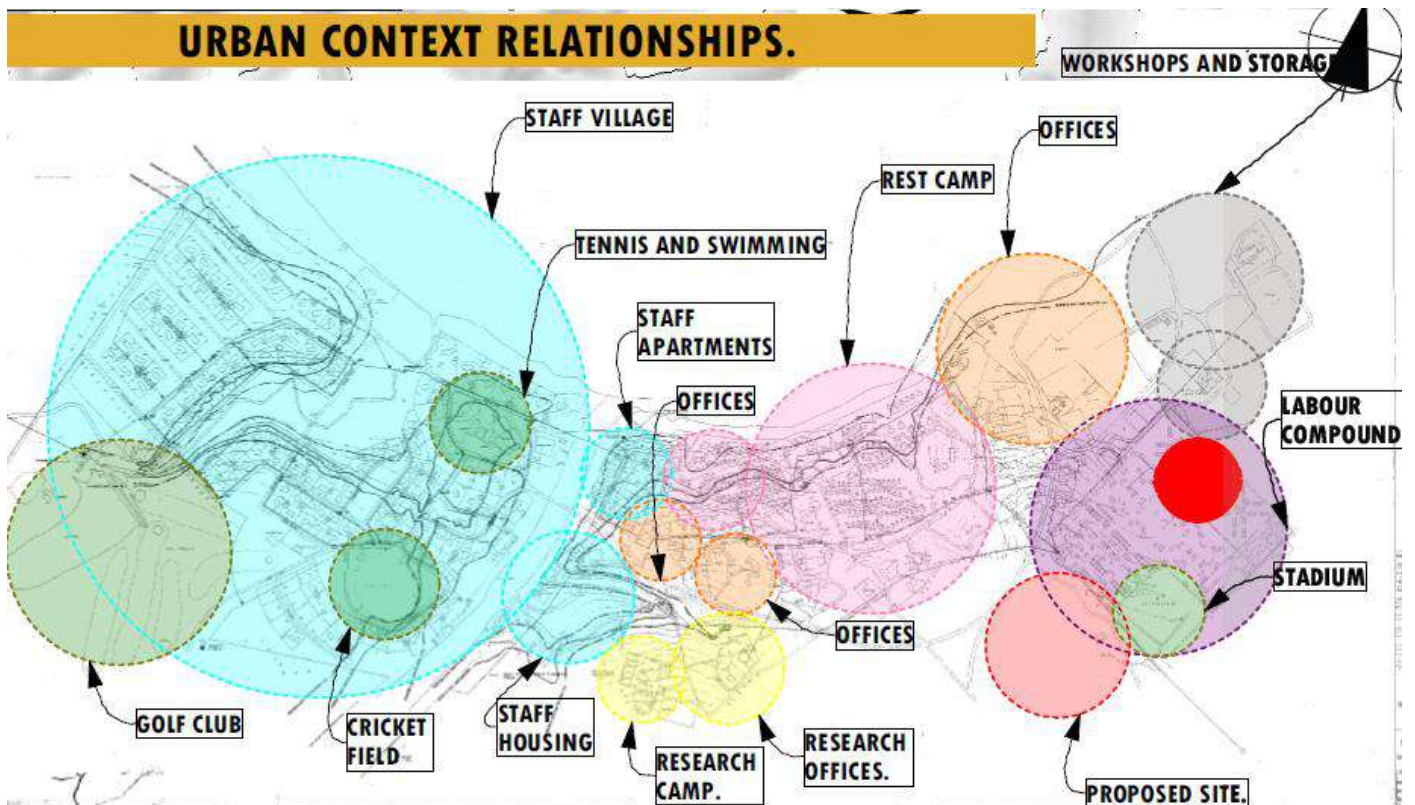 URBAN CONTEXT RELATIONSHIPS.
WORKSHOPS AND STORAGE
STAFF VILLAGE
OFFICES
REST CAMP
TENNIS AND SWIMMING
STAFF
APARTMENTS
OFFICES
LABOUR
COMPOUND
STADIUM
OFFICES
GOLF CLUB
CRICKET
FIELD
STAFF
HOUSING
RESEARCH
CAMP.
RESEARCH
OFFICES.
PROPOSED SITE.